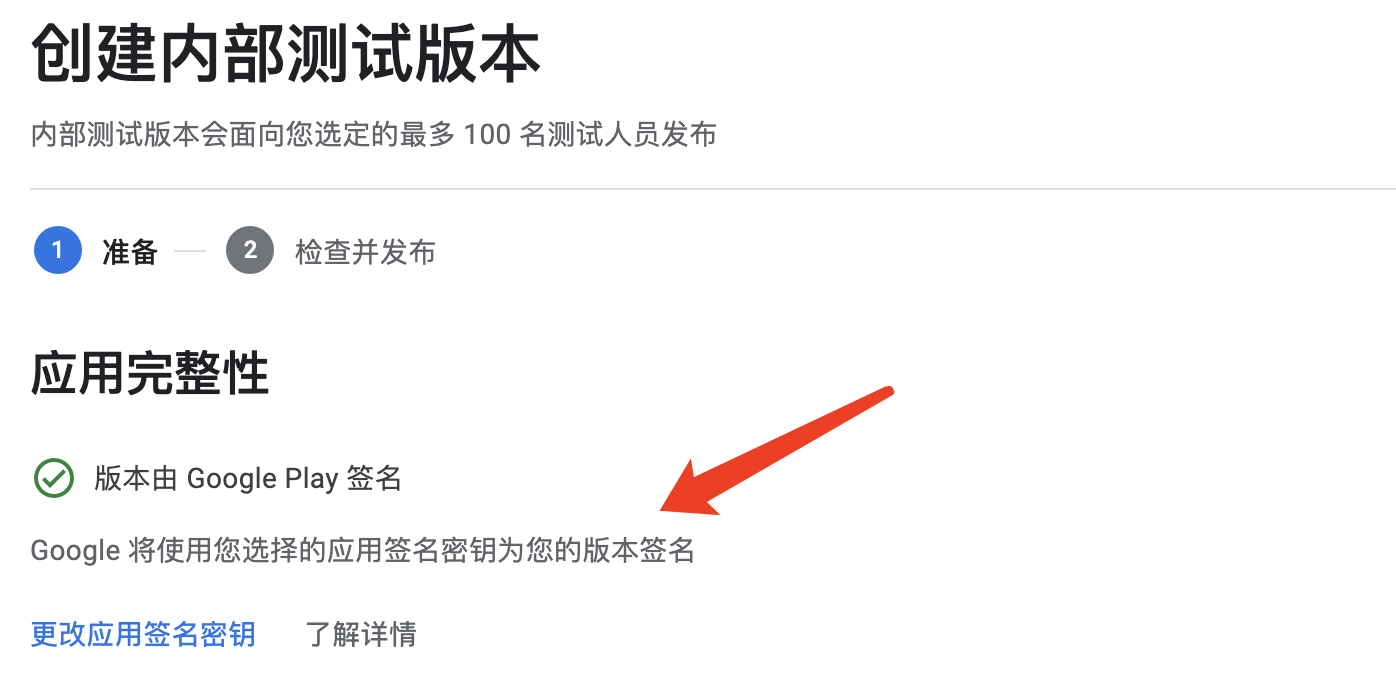 创建内部测试版本
内部测试版本会面向您选定的最多 100 名测试人员发布
1 准备 2 检查并发布
应用完整性
版本由 Google Play 签名
Google 将使用您选择的应用签名密钥为您的版本签名
更改应用签名密钥 了解详情